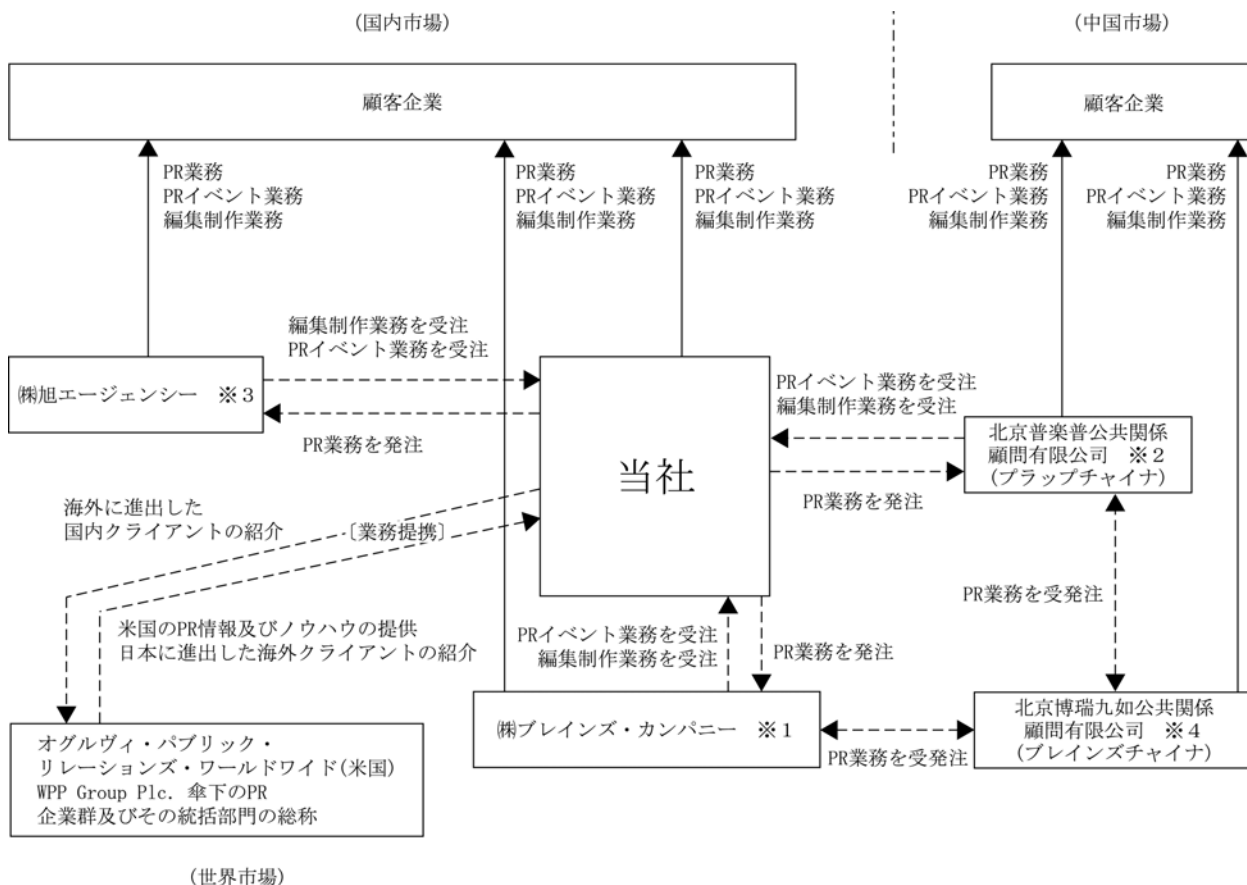 (国内市場)
(中国市場)
顧客企業
顧客企業
PR業務
PRイベント業務
編集制作業務
PR業務
PRイベント業務
編集制作業務
PR業務
PRイベント業務
編集制作業務
PR業務
PRイベント業務
編集制作業務
PR業務
PRイベント業務
編集制作業務
編集制作業務を受注
PRイベント業務を受注
㈱旭エージェンシー ※3
PR業務を発注
当社
PRイベント業務を受注
編集制作業務を受注
北京普楽普公共関係
顧問有限公司 ※2
(プラップチャイナ)
PR業務を発注
海外に進出した
国内クライアントの紹介
〔業務提携〕
PR業務を受発注
米国のPR情報及びノウハウの提供
日本に進出した海外クライアントの紹介
PRイベント業務を受注
編集制作業務を受注
PR業務を発注
㈱ブレインズ・カンパニー ※1
PR業務を受発注
北京博瑞九如公共関係
顧問有限公司 ※4
(ブレインズチャイナ)
オグルヴィ・パブリック・
リレーションズ・ワールドワイド(米国)
WPP Group Plc. 傘下のPR
企業群及びその統括部門の総称
(世界市場)